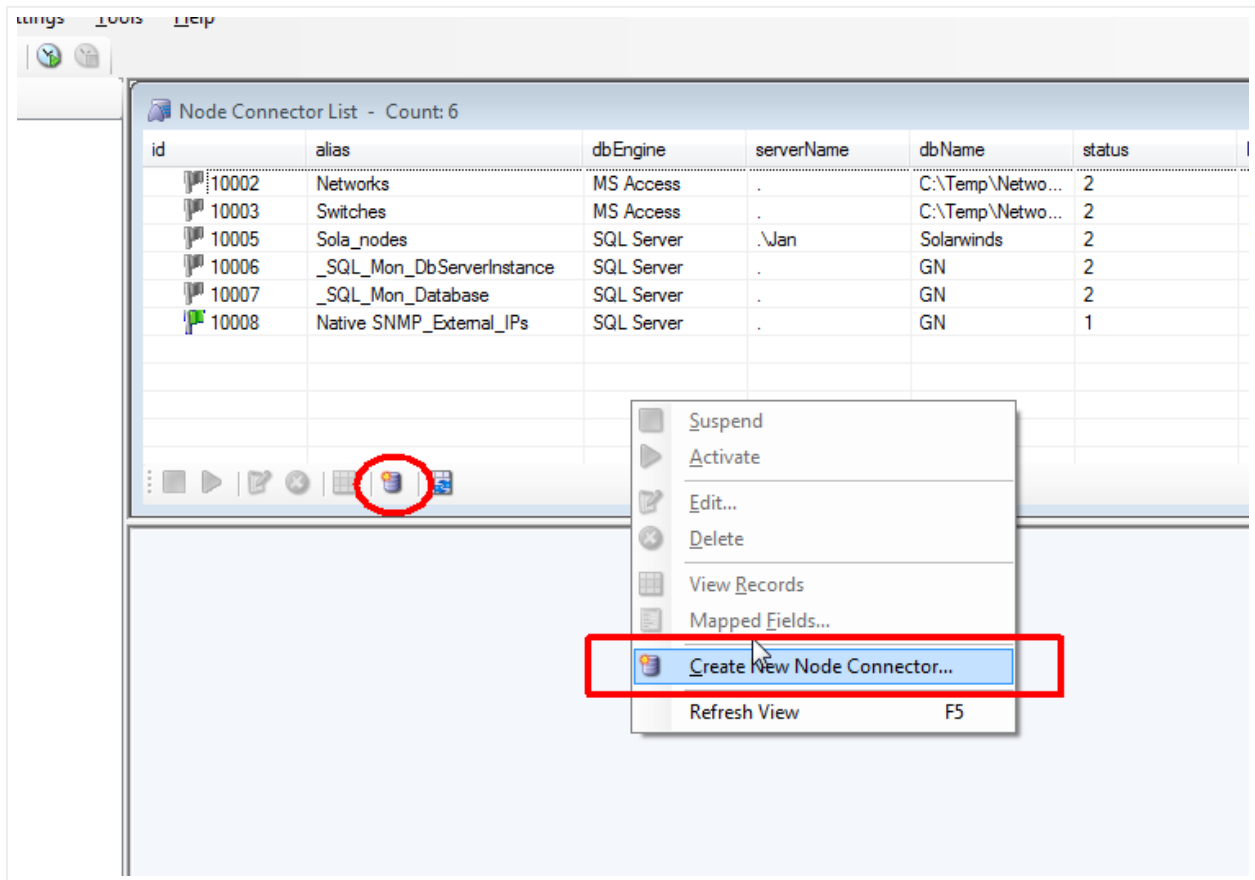 Tools Help
Node Connector List - Count: 6
id alias dbEngine serverName dbName status
10002 Networks MS Access . C:\Temp\Netwo... 2
10003 Switches MS Access . C:\Temp\Netwo... 2
10005 Sola_nodes SQL Server .\Jan Solarwinds 2
10006 _SQL_Mon_DbServerInstance SQL Server . GN 2
10007 _SQL_Mon_Database SQL Server . GN 2
10008 Native SNMP_External_IPs SQL Server . GN 1
Suspend
Activate
Edit...
Delete
View Records
Mapped Fields...
Create New Node Connector...
Refresh View F5